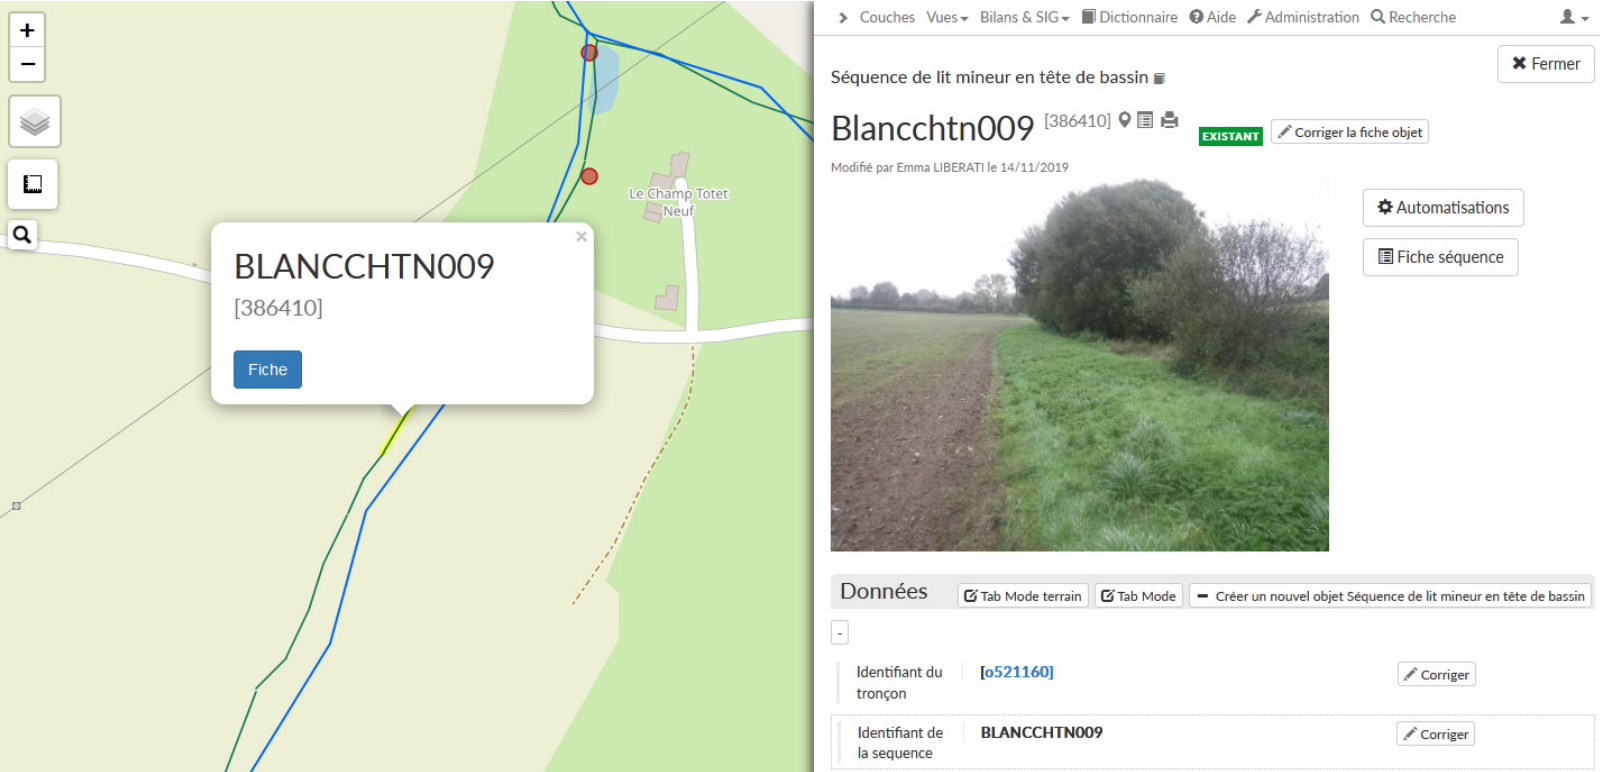 +
−
Le Champ Totet
Neuf
×
BLANCCHTN009
[386410]
Fiche
Couches Vues Bilans & SIG Dictionnaire Aide Administration Recherche
Séquence de lit mineur en tête de bassin
Fermer
Blancchtn009 [386410]
EXISTANT
Corriger la fiche objet
Modifié par Emma LIBERATI le 14/11/2019
Automatisations
Fiche séquence
Données
Tab Mode terrain
Tab Mode
Créer un nouvel objet Séquence de lit mineur en tête de bassin
-
Identifiant du
tronçon
[o521160]
Corriger
Identifiant de
la sequence
BLANCCHTN009
Corriger